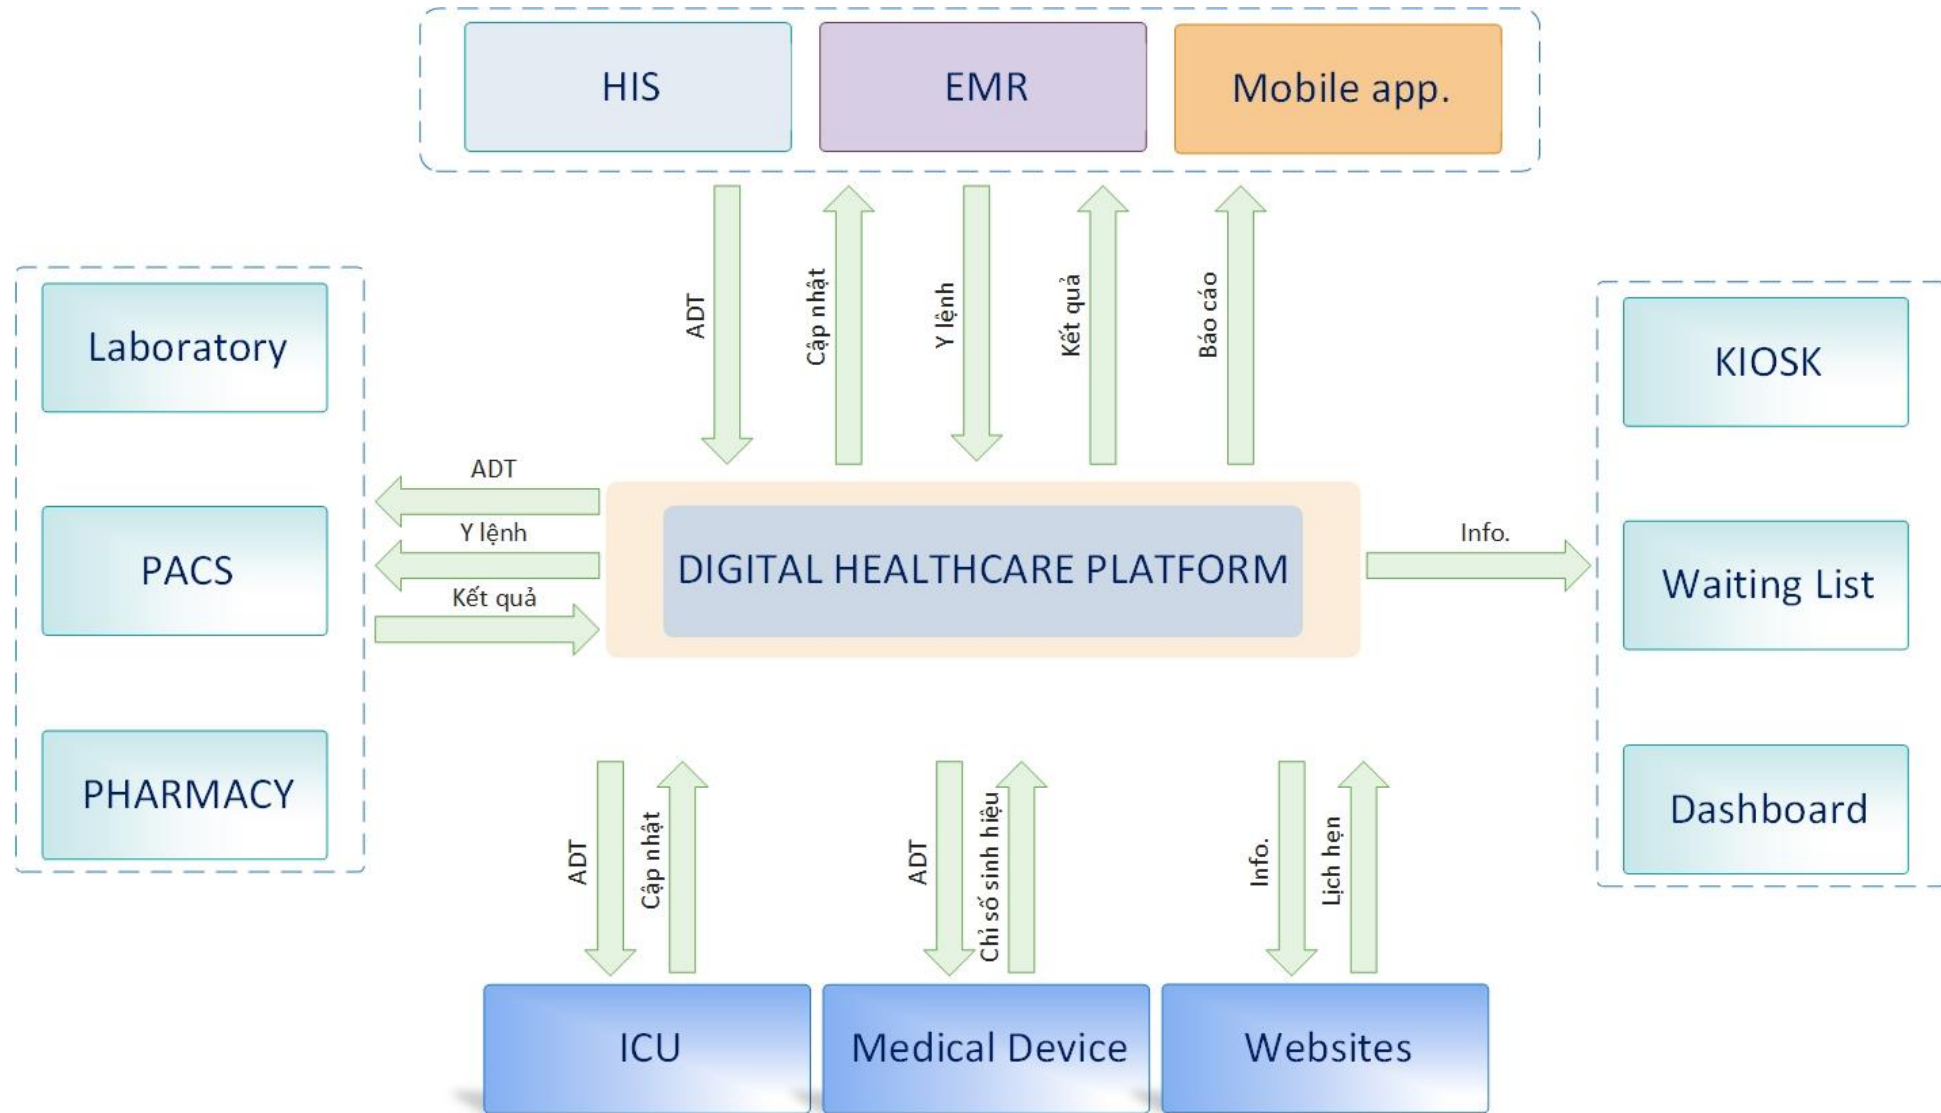 HIS
EMR
Mobile app.
ADT
Cập nhật
Y lệnh
Kết quả
Báo cáo
Laboratory
PACS
PHARMACY
ADT
Y lệnh
Kết quả
DIGITAL HEALTHCARE PLATFORM
Info.
KIOSK
Waiting List
Dashboard
ADT
Cập nhật
ADT
Chỉ số sinh hiệu
Info.
Lịch hẹn
ICU
Medical Device
Websites